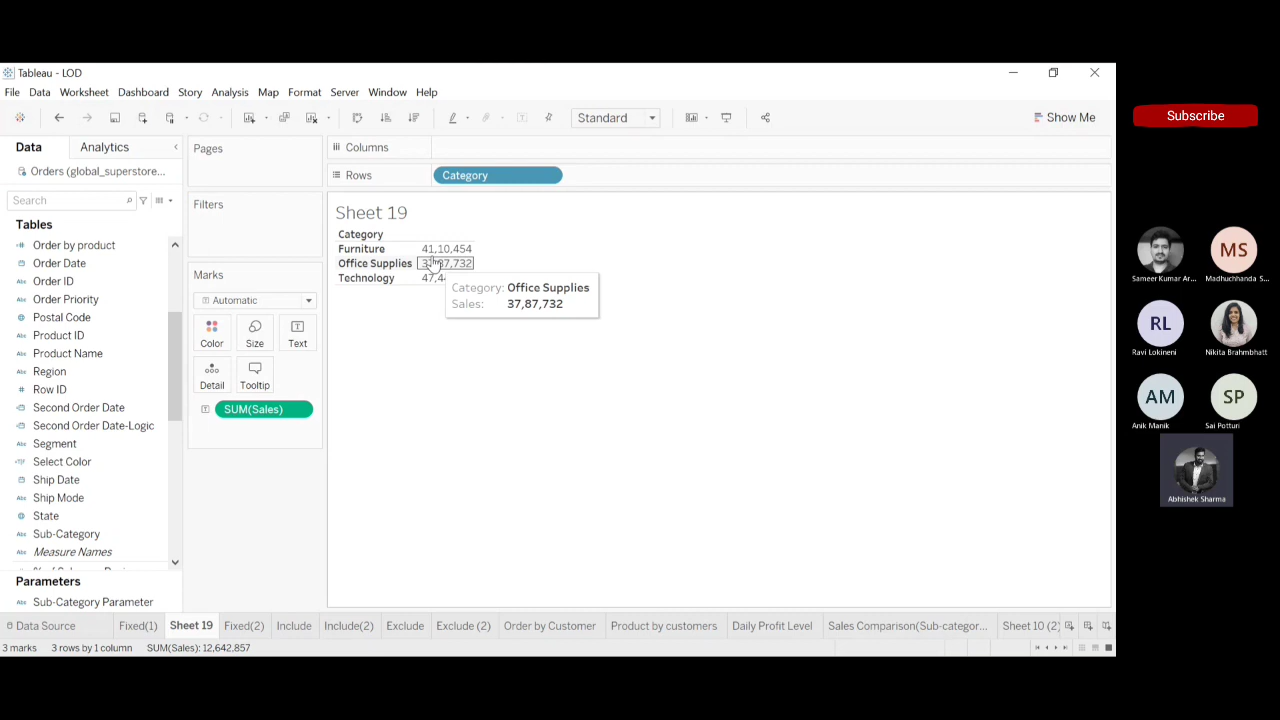 Tableau - LOD
File Data Worksheet Dashboard Story Analysis Map Format Server Window Help
Standard
Show Me
Data Analytics
Orders (global_superstore...
Search
Tables
Order by product
Order Date
Order ID
Order Priority
Postal Code
Product ID
Product Name
Region
Row ID
Second Order Date
Second Order Date-Logic
Segment
Select Color
Ship Date
Ship Mode
State
Sub-Category
Measure Names
Parameters
Sub-Category Parameter
Pages
Filters
Marks
Automatic
Color Size Text
Detail Tooltip
SUM(Sales)
Columns
Rows Category
Sheet 19
Category
Furniture 41,10,454
Office Supplies
Technology
Category: Office Supplies
Sales: 37,87,732
Data Source Fixed(1) Sheet 19 Fixed(2) Include Include(2) Exclude Exclude (2) Order by Customer Product by customers Daily Profit Level Sales Comparison(Sub-categor... Sheet 10 (2)
3 marks 3 rows by 1 column SUM(Sales): 12,642,857
Subscribe
Sameer Kumar Ar...
MS
Madhuchhanda S...
RL
Ravi Lokineni
Nikita Brahmbhatt
AM
Anik Manik
SP
Sai Potturi
Abhishek Sharma